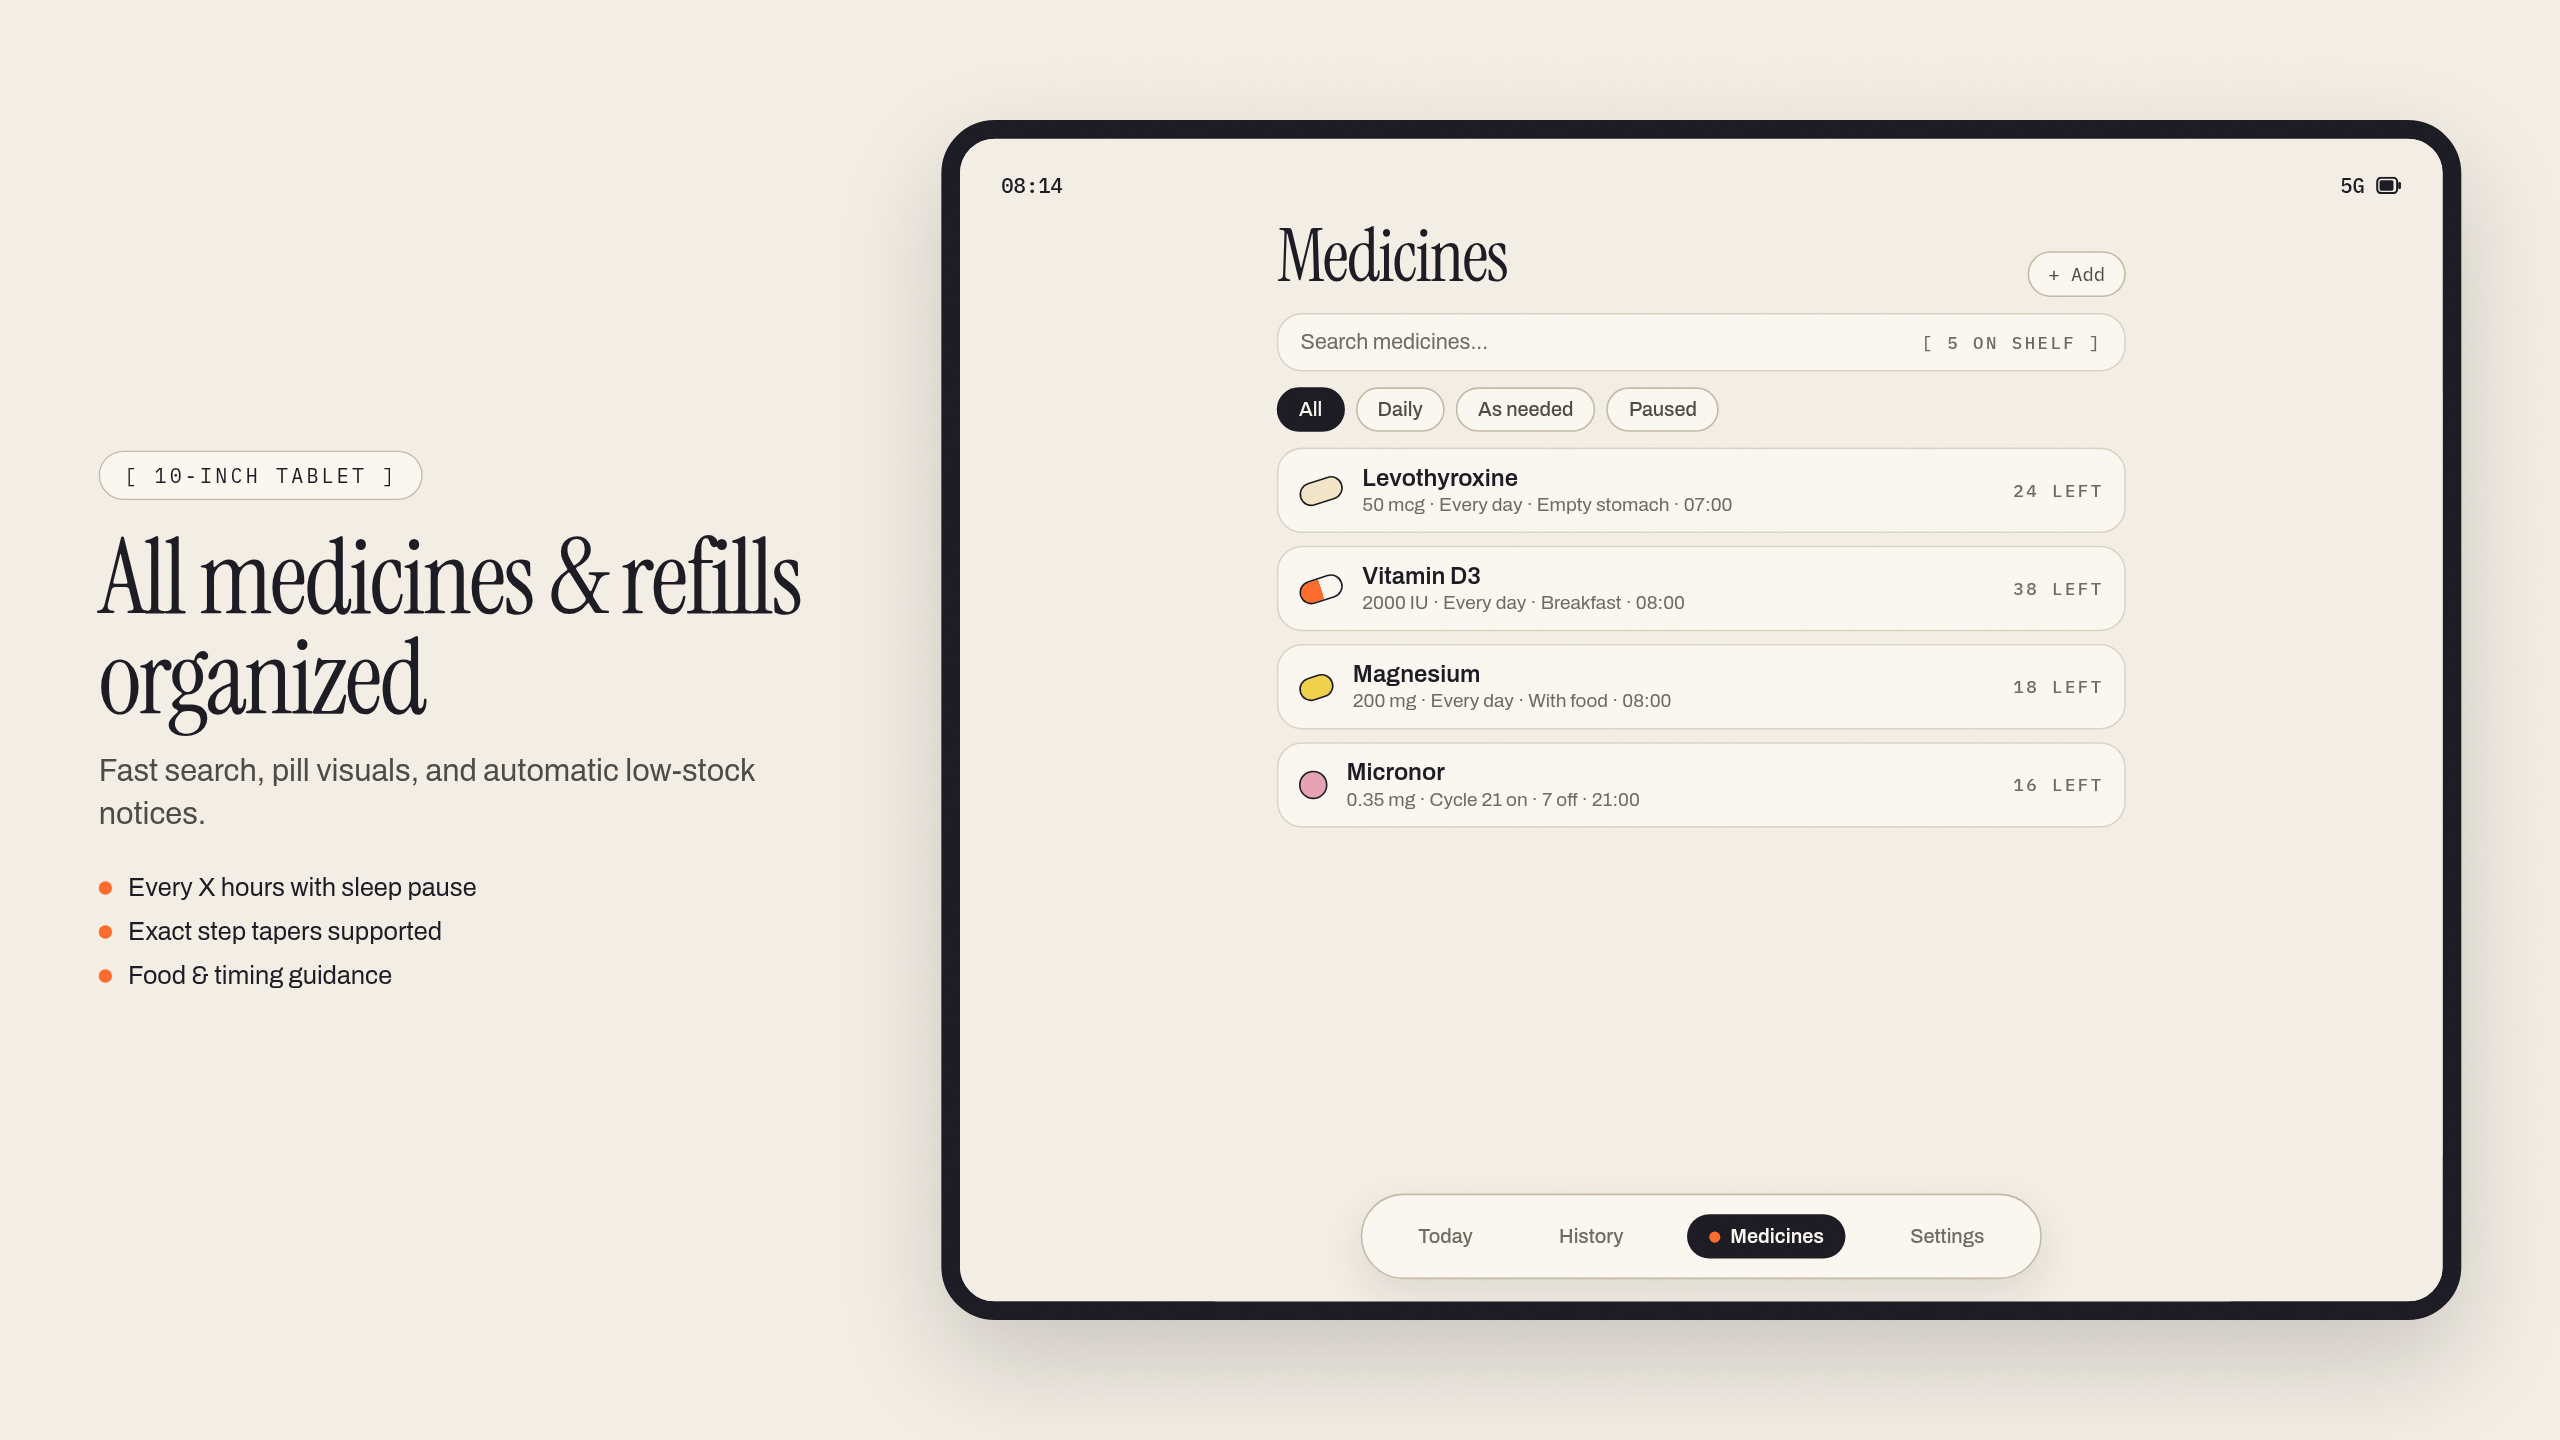 [ 10-INCH TABLET ]
All medicines & refills
organized
Fast search, pill visuals, and automatic low-stock
notices.
Every X hours with sleep pause
Exact step tapers supported
Food & timing guidance
08:14
5G
Medicines
+ Add
Search medicines...
[ 5 ON SHELF ]
All
Daily
As needed
Paused
Levothyroxine
50 mcg · Every day · Empty stomach · 07:00
24 LEFT
Vitamin D3
2000 IU · Every day · Breakfast · 08:00
38 LEFT
Magnesium
200 mg · Every day · With food · 08:00
18 LEFT
Micronor
0.35 mg · Cycle 21 on · 7 off · 21:00
16 LEFT
Today
History
Medicines
Settings